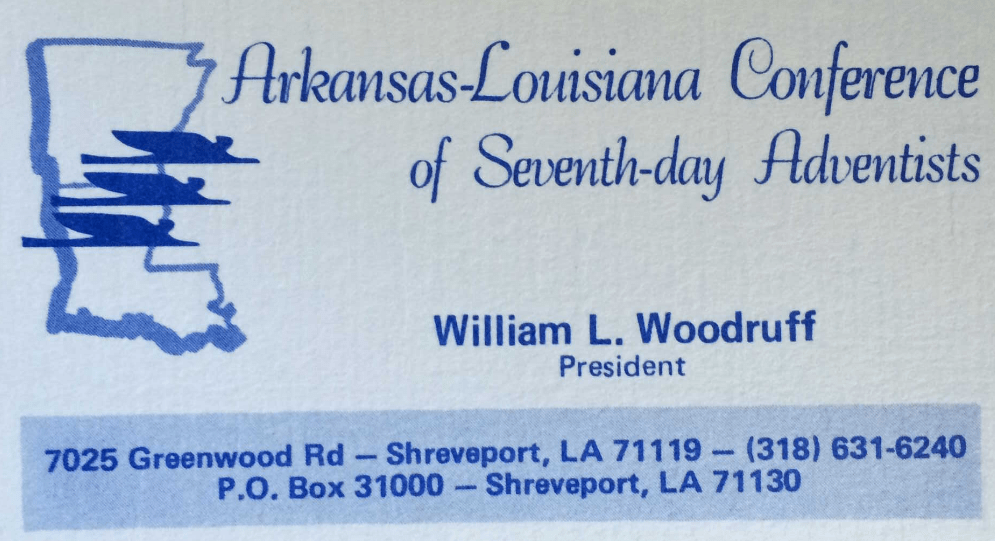 Arkansas-Louisiana Conference
of Seventh-day Adventists
William L. Woodruff
President
7025 Greenwood Rd — Shreveport, LA 71119 — (318) 631-6240
P.O. Box 31000 — Shreveport, LA 71130